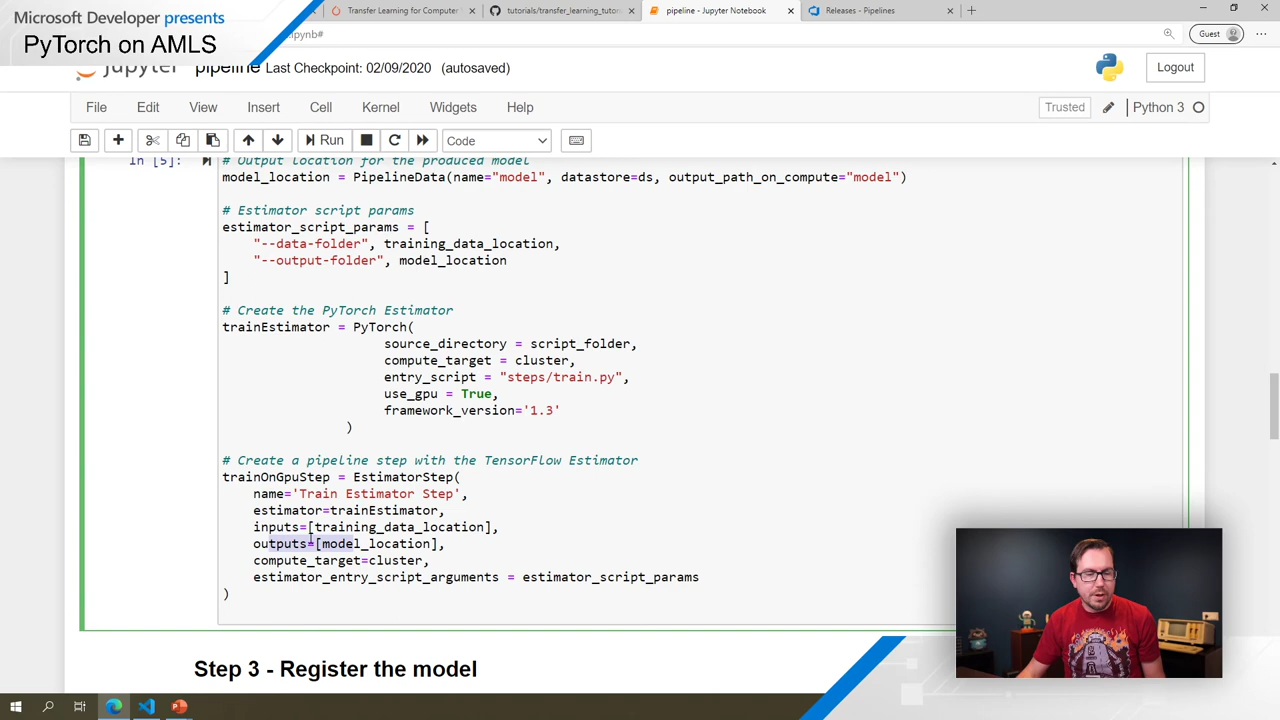 Microsoft Developer presents
PyTorch on AMLS
Transfer Learning for Computer
tutorials/transfer_learning_tutor
pipeline - Jupyter Notebook
Releases - Pipelines
ipynb#
Guest
Jupyter pipeline Last Checkpoint: 02/09/2020 (autosaved)
Logout
File Edit View Insert Cell Kernel Widgets Help
Trusted
Python 3
Run
Code
In [5]:
# Output location for the produced model
model_location = PipelineData(name="model", datastore=ds, output_path_on_compute="model")
# Estimator script params
estimator_script_params = [
"--data-folder", training_data_location,
"--output-folder", model_location
]
# Create the PyTorch Estimator
trainEstimator = PyTorch(
source_directory = script_folder,
compute_target = cluster,
entry_script = "steps/train.py",
use_gpu = True,
framework_version='1.3'
)
# Create a pipeline step with the TensorFlow Estimator
trainOnGpuStep = EstimatorStep(
name='Train Estimator Step',
estimator=trainEstimator,
inputs=[training_data_location],
outputs=[model_location],
compute_target=cluster,
estimator_entry_script_arguments = estimator_script_params
)
Step 3 - Register the model